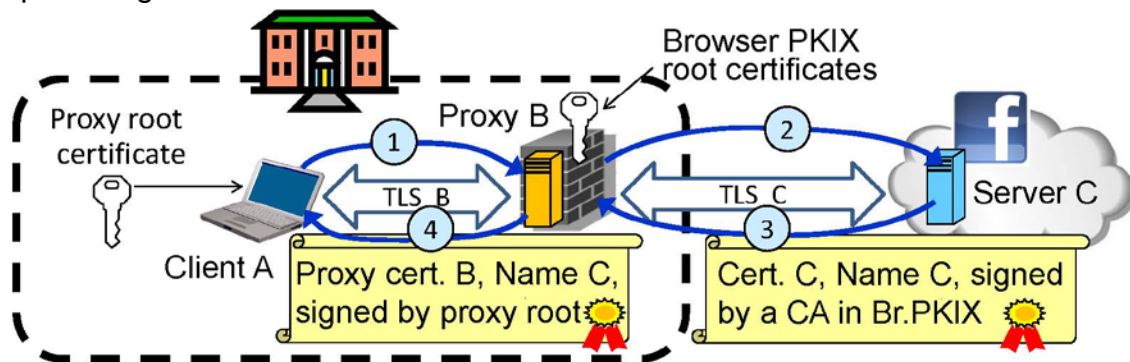 Browser PKIX
root certificates
Proxy root
certificate
Proxy B
1
2
f
TLS_B
TLS_C
Server C
4
3
Client A
Proxy cert. B, Name C,
signed by proxy root
Cert. C, Name C, signed
by a CA in Br.PKIX